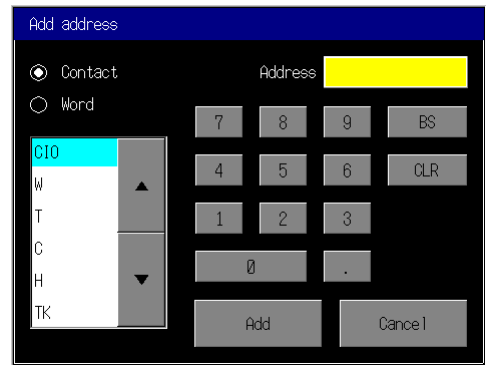 Add address
Contact
Address
Word
7 8 9 BS
CIO
W
T
C
H
TK
4 5 6 CLR
1 2 3
0 .
Add Cancel